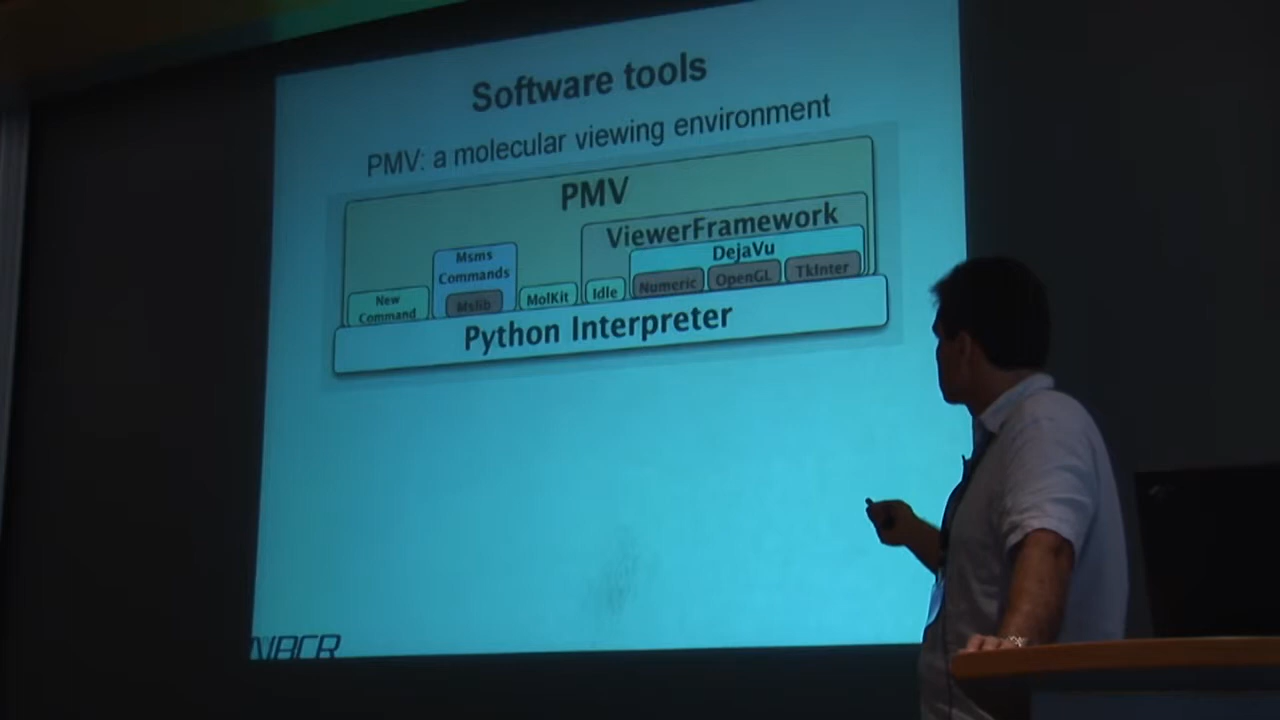 Software tools
PMV: a molecular viewing environment
PMV
ViewerFramework
DejaVu
Msms
Commands
Mslib
New
Command
MolKit
Idle
Numeric
OpenGL
TkInter
Python Interpreter
NBCR